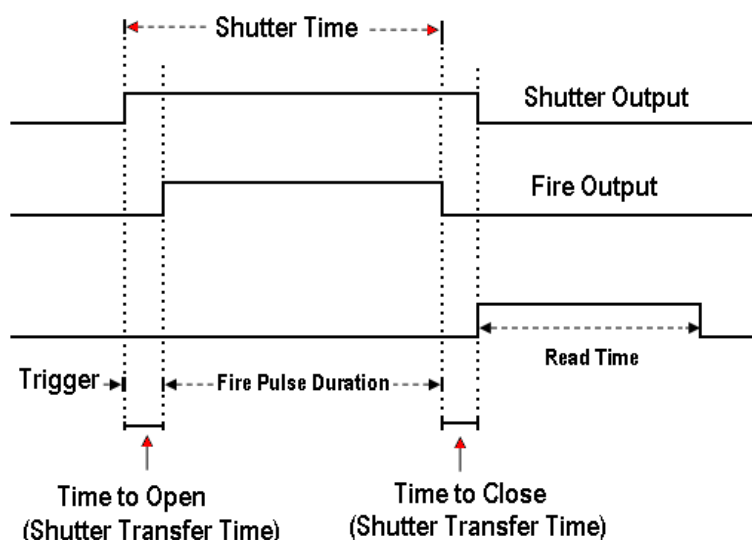 Shutter Time
Shutter Output
Fire Output
Read Time
Trigger
Fire Pulse Duration
Time to Open
(Shutter Transfer Time)
Time to Close
(Shutter Transfer Time)